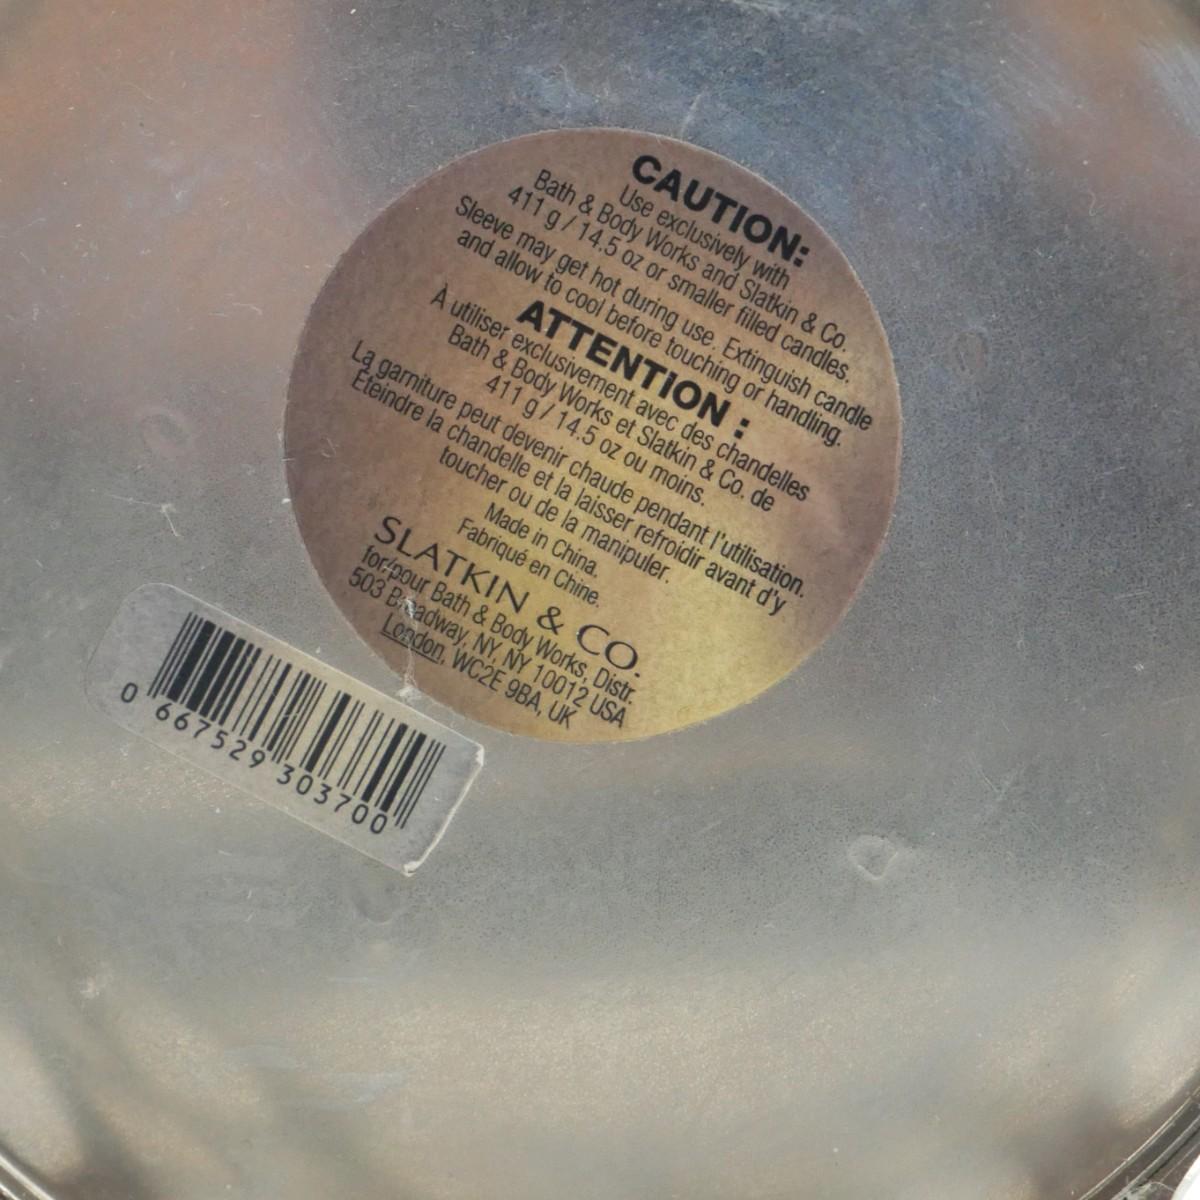 CAUTION:
Use exclusively with
Bath & Body Works and Slatkin & Co.
411 g / 14.5 oz or smaller filled candles.
Sleeve may get hot during use. Extinguish candle
and allow to cool before touching or handling.
ATTENTION :
À utiliser exclusivement avec des chandelles
Bath & Body Works et Slatkin & Co. de
411 g / 14.5 oz ou moins.
La garniture peut devenir chaude pendant l'utilisation.
Éteindre la chandelle et la laisser refroidir avant d'y
toucher ou de la manipuler.
Made in China.
Fabriqué en Chine.
SLATKIN & CO.
for/pour Bath & Body Works, Distr.
503 Broadway, NY, NY 10012 USA
London, WC2E 9BA, UK
0 667529 303700